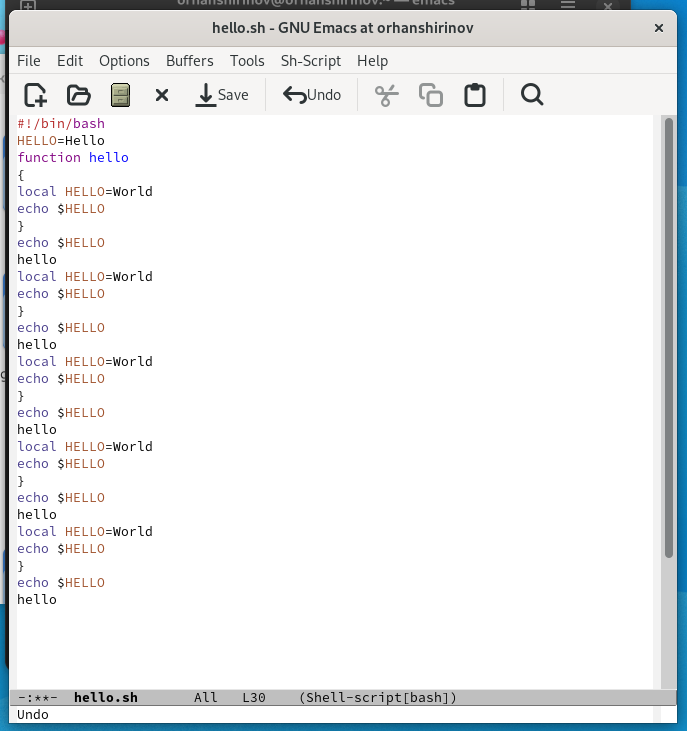 orhanshirinov@orhanshirinov:~ — emacs
hello.sh - GNU Emacs at orhanshirinov
File Edit Options Buffers Tools Sh-Script Help
Save Undo
#!/bin/bash
HELLO=Hello
function hello
{
local HELLO=World
echo $HELLO
}
echo $HELLO
hello
local HELLO=World
echo $HELLO
}
echo $HELLO
hello
local HELLO=World
echo $HELLO
}
echo $HELLO
hello
local HELLO=World
echo $HELLO
}
echo $HELLO
hello
local HELLO=World
echo $HELLO
}
echo $HELLO
hello
-:**- hello.sh All L30 (Shell-script[bash])
Undo